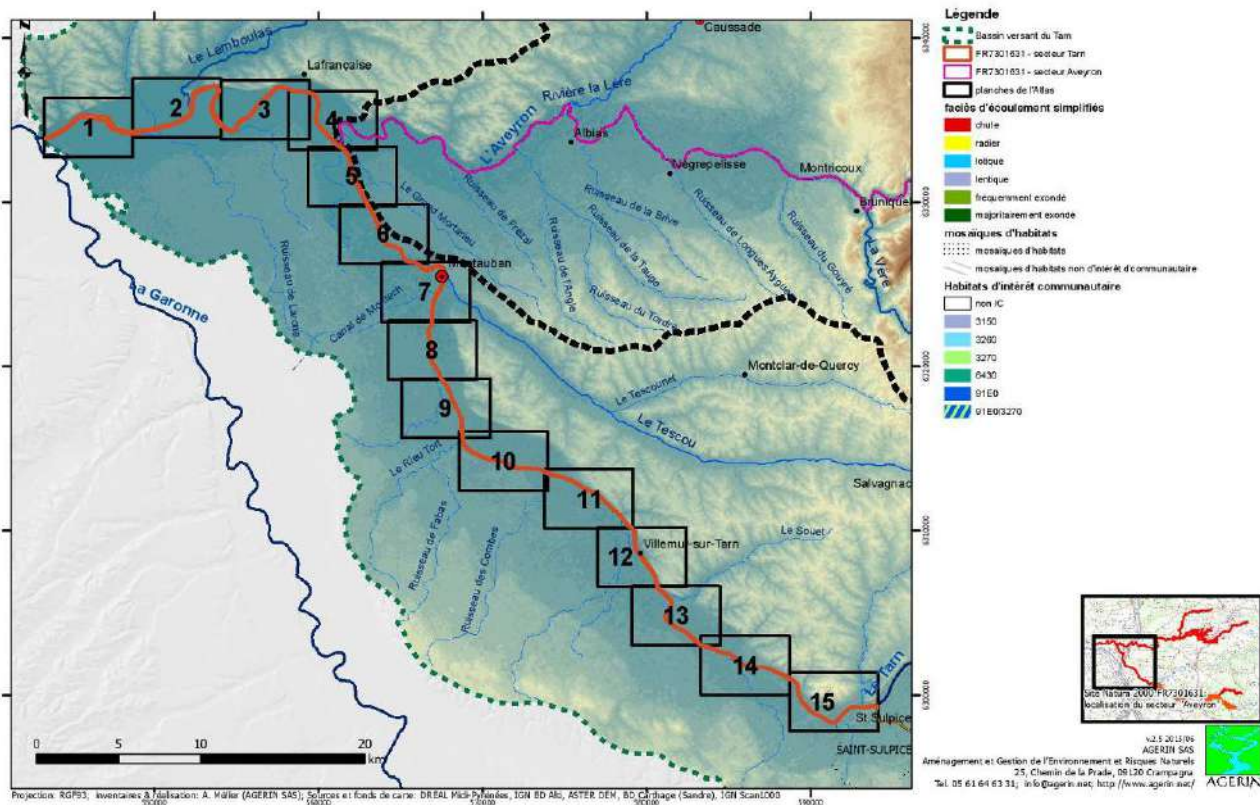 Caussade
Le Lemboulas
Lafrançaise
Rivière la Lère
L'Aveyron
Albias
Nègrepelisse
Montricoux
Bruniquel
La Vère
Le Grand Mortarieu
Ruisseau de Prézal
Ruisseau de l'Angle
Ruisseau de la Brive
Ruisseau de la Tauge
Ruisseau de Longues Aygues
Ruisseau du Gouyré
Ruisseau du Tordre
Montauban
Canal de Montech
Ruisseau de Larone
La Garonne
Montclar-de-Quercy
Le Tescounet
Le Tescou
Salvagnac
Le Rieu Tort
Ruisseau de Fabas
Ruisseau des Combes
Le Souet
Villemur-sur-Tarn
Le Tarn
St.Sulpice
SAINT-SULPICE
1
2
3
4
5
6
7
8
9
10
11
12
13
14
15
0 5 10 20
km
Légende
Bassin versant du Tarn
FR7301631 - secteur Tarn
FR7301631 - secteur Aveyron
planches de l'Atlas
faciès d'écoulement simplifiés
chute
radier
lotique
lentique
fréquemment exondé
majoritairement exondé
mosaïques d'habitats
mosaïques d'habitats
mosaïques d'habitats non d'intérêt d'communautaire
Habitats d'intérêt communautaire
non IC
3150
3260
3270
6430
91E0
91E0/3270
Site Natura 2000 FR7301631:
localisation du secteur "Aveyron
v.2.5 2013/06
AGERIN SAS
Aménagement et Gestion de l'Environnement et Risques Naturels
25, Chemin de la Prade, 09120 Crampagna
Tel. 05 61 64 63 31; info@agerin.net; http://www.agerin.net/
AGERIN
Projection: RGF93; inventaires & réalisation: A. Mülier (AGERIN SAS); Sources et fonds de carte: DREAL Midi-Pyrénées, IGN BD Alti, ASTER DEM, BD Carthage (Sandre), IGN Scan1000